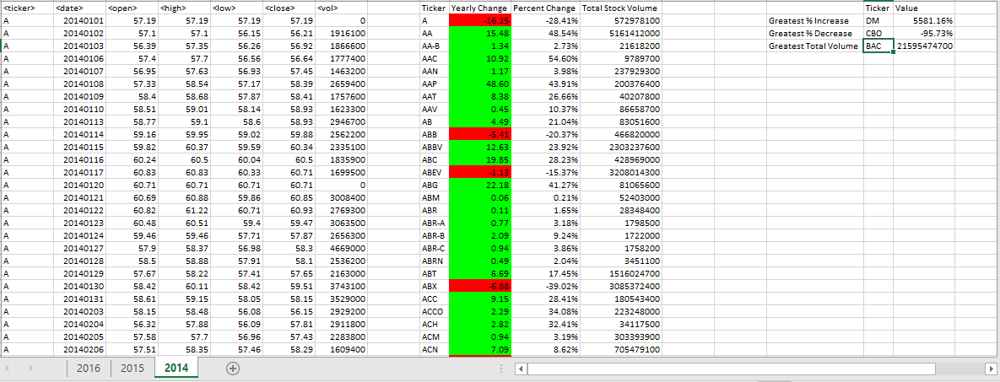 <ticker> <date> <open> <high> <low> <close> <vol> Ticker Yearly Change Percent Change Total Stock Volume Ticker Value
A 20140101 57.19 57.19 57.19 57.19 0 A -16.25 -28.41% 572978100 Greatest % Increase DM 5581.16%
A 20140102 57.1 57.1 56.15 56.21 1916100 AA 15.48 48.54% 5161412000 Greatest % Decrease CBO -95.73%
A 20140103 56.39 57.35 56.26 56.92 1866600 AA-B 1.34 2.73% 21618200 Greatest Total Volume BAC 21595474700
A 20140106 57.4 57.7 56.56 56.64 1777400 AAC 10.92 54.60% 9789700
A 20140107 56.95 57.63 56.93 57.45 1463200 AAN 1.17 3.98% 237929300
A 20140108 57.33 58.54 57.17 58.39 2659400 AAP 48.60 43.91% 200376400
A 20140109 58.4 58.68 57.87 58.41 1757600 AAT 8.38 26.66% 40207800
A 20140110 58.51 59.01 58.14 58.93 1623300 AAV 0.45 10.37% 86658700
A 20140113 58.77 59.1 58.6 58.93 2946700 AB 4.49 21.04% 83051600
A 20140114 59.16 59.95 59.02 59.88 2562200 ABB -5.41 -20.37% 466820000
A 20140115 59.82 60.37 59.59 60.34 2335100 ABBV 12.63 23.92% 2303237600
A 20140116 60.24 60.5 60.04 60.5 1835900 ABC 19.85 28.23% 428969000
A 20140117 60.83 60.83 60.33 60.71 1699500 ABEV -1.13 -15.37% 3208014300
A 20140120 60.71 60.71 60.71 60.71 0 ABG 22.18 41.27% 81065600
A 20140121 60.69 60.88 59.86 60.85 3008400 ABM 0.06 0.21% 52403000
A 20140122 60.82 61.22 60.71 60.93 2769300 ABR 0.11 1.65% 28348400
A 20140123 60.48 60.51 59.4 59.47 3063500 ABR-A 0.77 3.18% 1798500
A 20140124 59.46 59.46 57.71 57.87 2656300 ABR-B 2.09 9.24% 1722000
A 20140127 57.9 58.37 56.98 58.3 4669000 ABR-C 0.94 3.86% 1758200
A 20140128 58.5 58.88 57.91 58.1 2536200 ABRN 0.49 2.04% 3451100
A 20140129 57.67 58.22 57.41 57.65 2163000 ABT 6.69 17.45% 1516024700
A 20140130 58.42 60.11 58.42 59.51 3743100 ABX -6.88 -39.02% 3085372400
A 20140131 58.61 59.15 58.05 58.15 3529000 ACC 9.15 28.41% 180543400
A 20140203 58.15 58.48 56.08 56.15 2929200 ACCO 2.29 34.08% 223248000
A 20140204 56.32 57.88 56.09 57.81 2911800 ACH 2.82 32.41% 34117500
A 20140205 57.58 57.7 56.96 57.43 2283800 ACM 0.94 3.19% 303393900
A 20140206 57.51 58.35 57.46 58.29 1609400 ACN 7.09 8.62% 705479100
2016 2015 2014